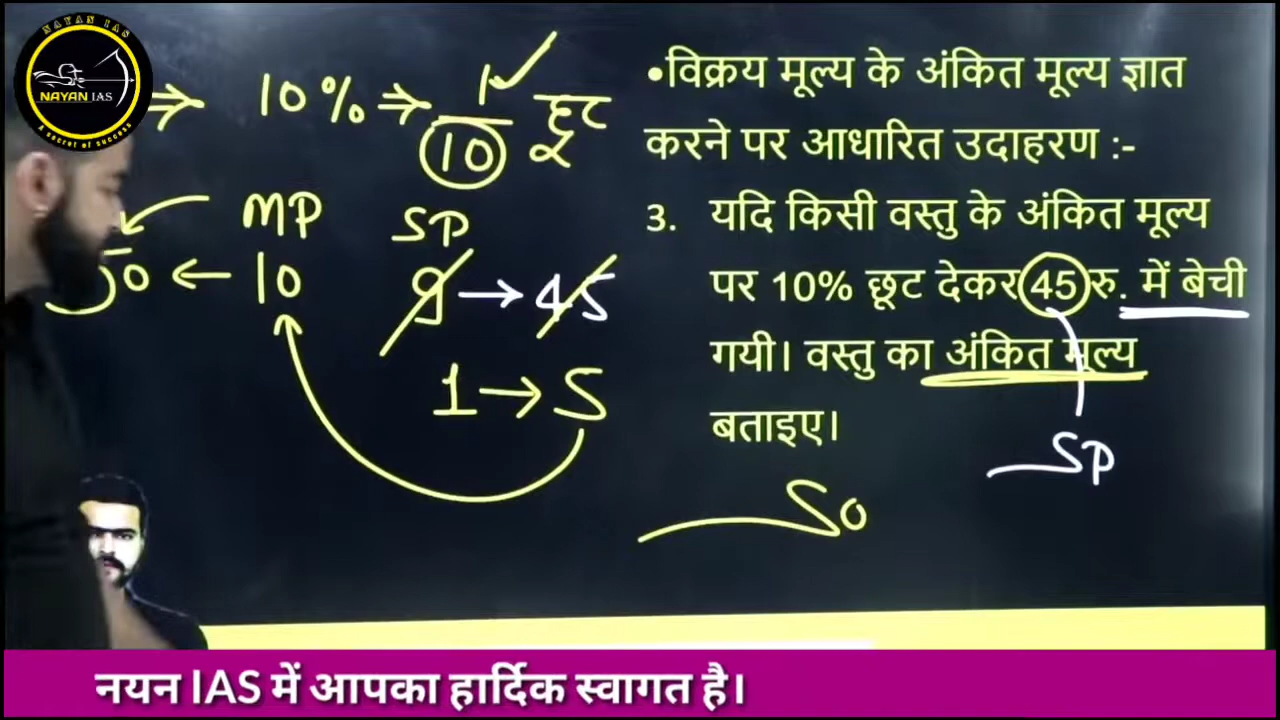 NAYAN IAS
NAYAN IAS
A secret of success
⇒ 10% ⇒ 1/10 छूट
MP SP
50 ← 10 9 → 45
1 → 5
•विक्रय मूल्य के अंकित मूल्य ज्ञात
करने पर आधारित उदाहरण :-
3. यदि किसी वस्तु के अंकित मूल्य
पर 10% छूट देकर 45 रु. में बेची
गयी। वस्तु का अंकित मूल्य
बताइए।
SP
50
नयन IAS में आपका हार्दिक स्वागत है।